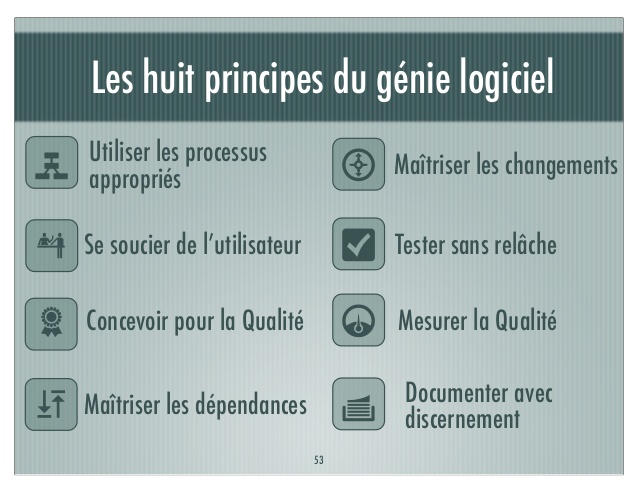 Les huit principes du génie logiciel
Utiliser les processus
appropriés
Se soucier de l'utilisateur
Concevoir pour la Qualité
Maîtriser les dépendances
Maîtriser les changements
Tester sans relâche
Mesurer la Qualité
Documenter avec
discernement
53